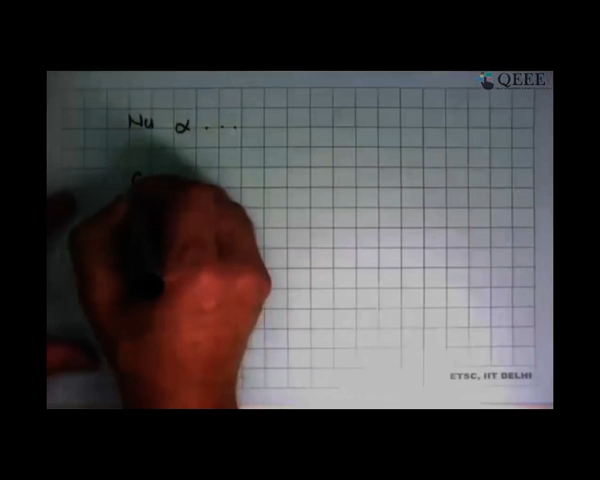 QEEE
Nu α ...
ETSC, IIT DELHI